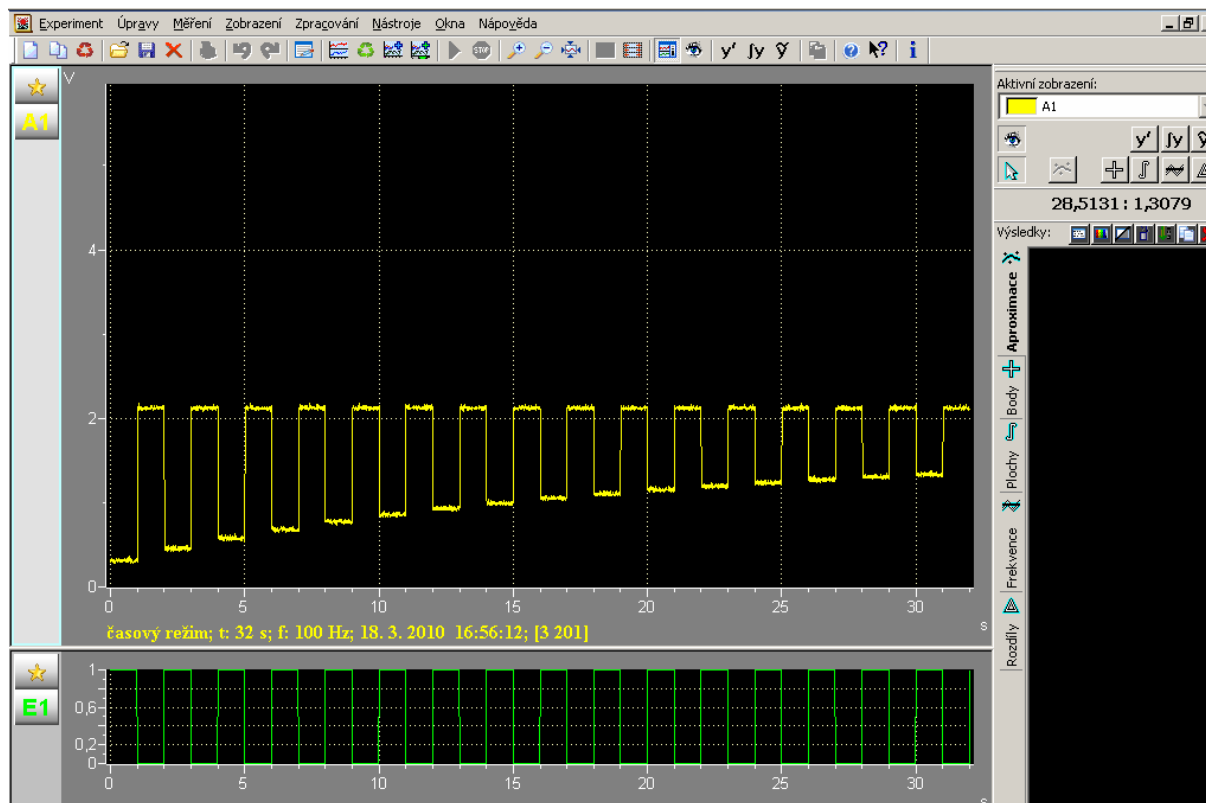 Experiment Úpravy Měření Zobrazení Zpracování Nástroje Okna Nápověda
STOP y' ∫y ŷ ? ? i
A1
V
4
2
0
0 5 10 15 20 25 30
s
časový režim; t: 32 s; f: 100 Hz; 18. 3. 2010 16:56:12; [3 201]
E1
1
0,6
0,2
0
0 5 10 15 20 25 30
s
Aktivní zobrazení:
A1
y' ∫y
28,5131 : 1,3079
Výsledky:
Aproximace
Body
Plochy
Frekvence
Rozdíly